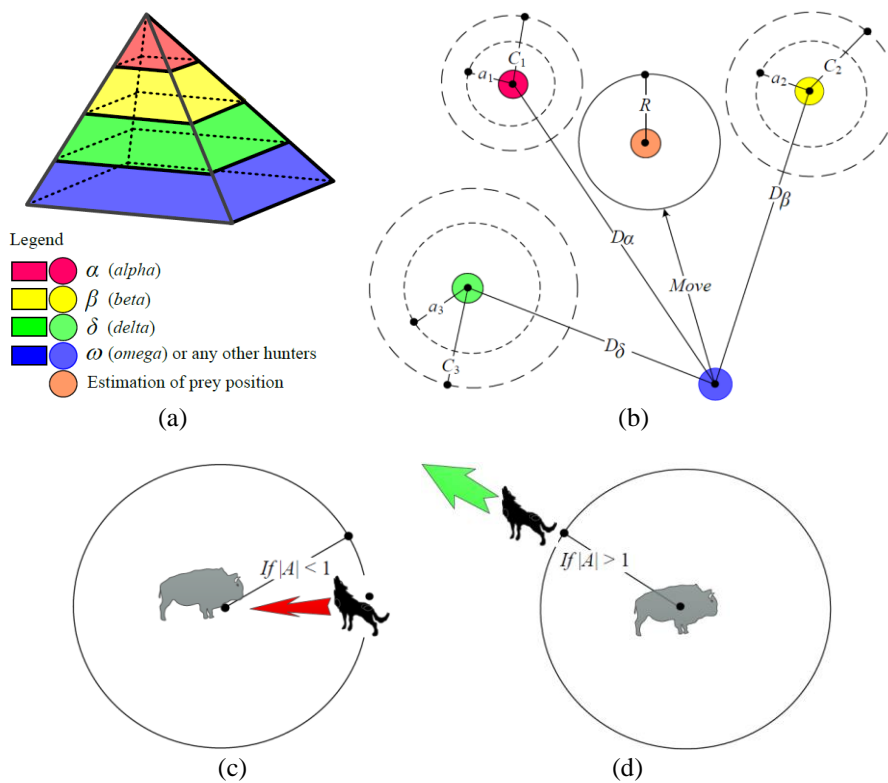 Legend
α (alpha)
β (beta)
δ (delta)
ω (omega) or any other hunters
Estimation of prey position
(a)
C1
a1
R
C2
a2
Dα
Dβ
Move
a3
C3
Dδ
(b)
If |A| < 1
(c)
If |A| > 1
(d)